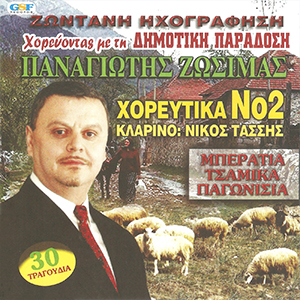 GSF
ΖΩΝΤΑΝΗ ΗΧΟΓΡΑΦΗΣΗ
Χορεύοντας με τη ΔΗΜΟΤΙΚΗ ΠΑΡΑΔΟΣΗ
ΠΑΝΑΓΙΩΤΗΣ ΖΩΣΙΜΑΣ
ΧΟΡΕΥΤΙΚΑ Νο2
ΚΛΑΡΙΝΟ: ΝΙΚΟΣ ΤΑΣΣΗΣ
ΜΠΕΡΑΤΙΑ
ΤΣΑΜΙΚΑ
ΠΑΓΩΝΙΣΙΑ
30
ΤΡΑΓΟΥΔΙΑ